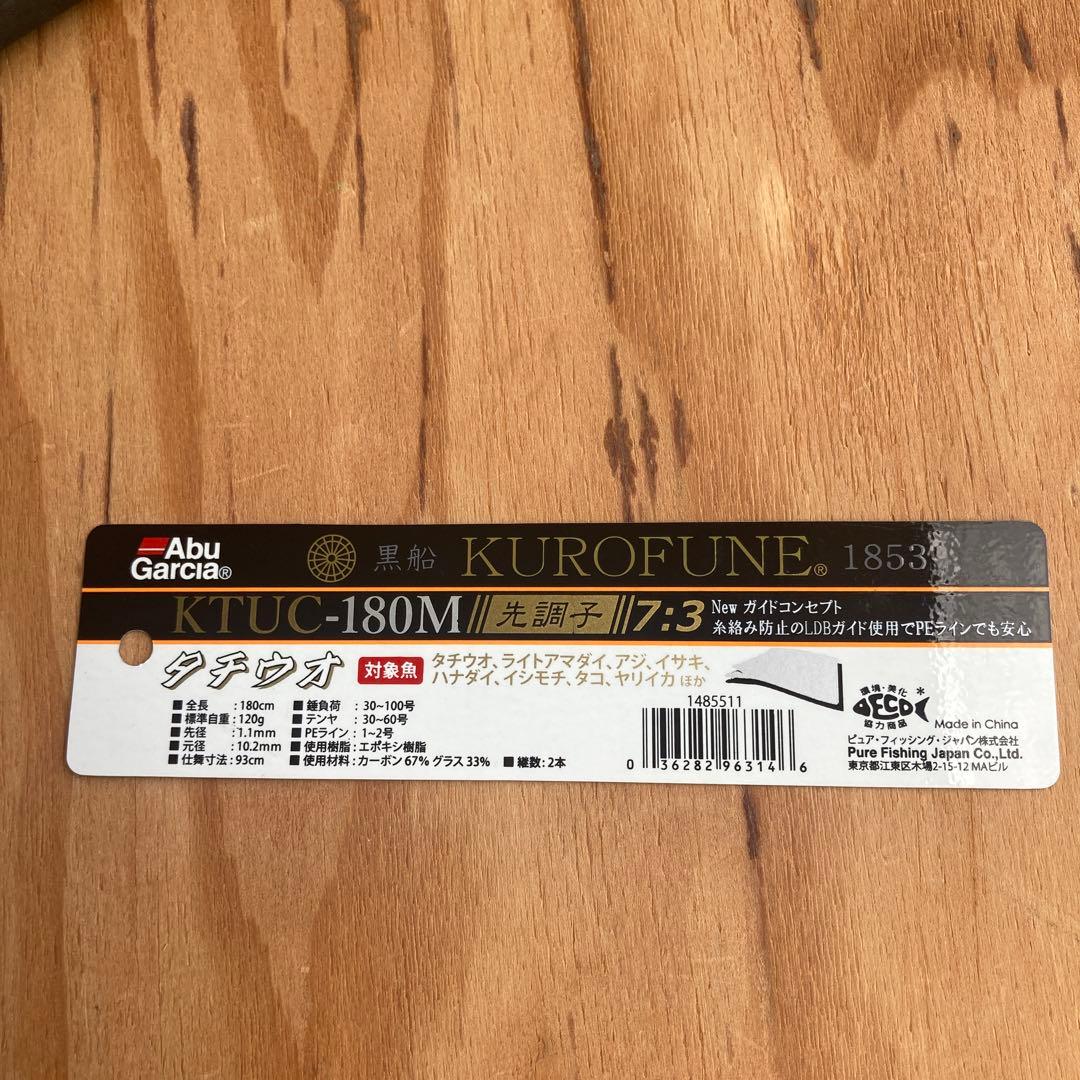 Abu Garcia®
黒船 KUROFUNE® 1853
KTUC-180M 先調子 7:3
New ガイドコンセプト
糸絡み防止のLDBガイド使用でPEラインでも安心
タチウオ 対象魚
タチウオ、ライトアマダイ、アジ、イサキ、
ハナダイ、イシモチ、タコ、ヤリイカ ほか
■ 全長 : 180cm ■ 錘負荷 : 30~100号
■ 標準自重 : 120g ■ テンヤ : 30~60号
■ 先径 : 1.1mm ■ PEライン : 1~2号
■ 元径 : 10.2mm ■ 使用樹脂 : エポキシ樹脂
■ 仕舞寸法 : 93cm ■ 使用材料 : カーボン 67% グラス 33% ■ 継数 : 2本
1485511
0 36282 96314 6
環境・美化
DECO
協力商品
Made in China
ピュア・フィッシング・ジャパン株式会社
Pure Fishing Japan Co.,Ltd.
東京都江東区木場2-15-12 MAビル